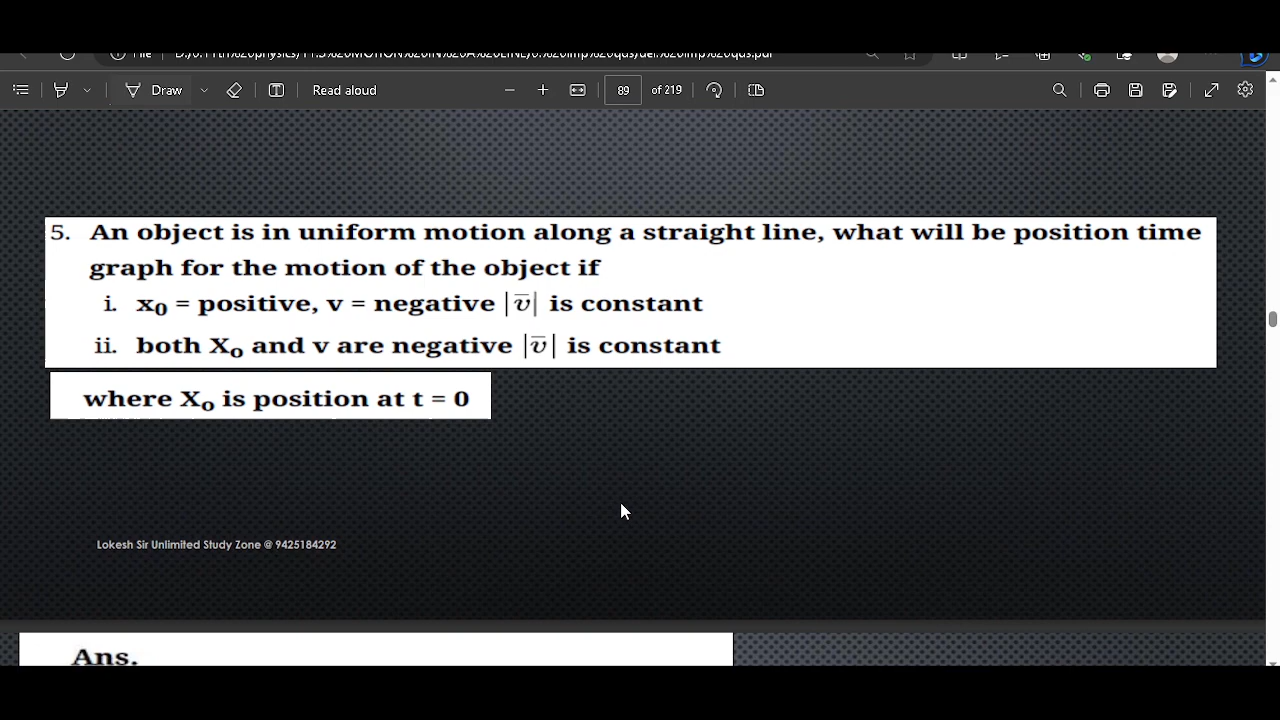 Read aloud
Draw
89 of 219
5. An object is in uniform motion along a straight line, what will be position time
graph for the motion of the object if
i. x₀ = positive, v = negative |v̅| is constant
ii. both X₀ and v are negative |v̅| is constant
where X₀ is position at t = 0
Lokesh Sir Unlimited Study Zone @ 9425184292
Ans.